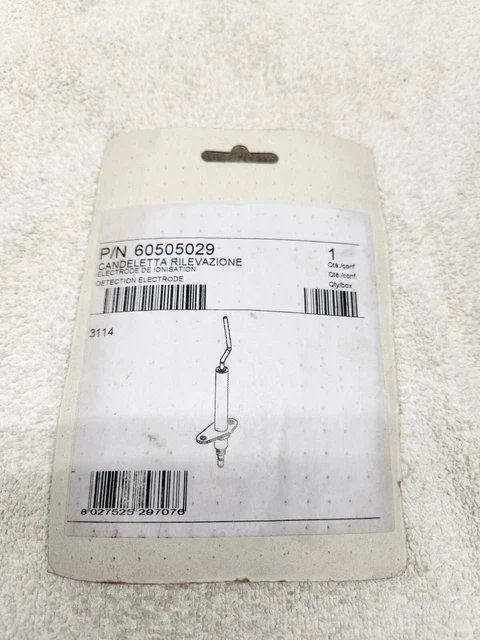 P/N 60505029
CANDELETTA RILEVAZIONE
ELECTRODE DE IONISATION
DETECTION ELECTRODE
1
Qtà./conf.
Qté./conf.
Qty/box
3114
8 027525 297076